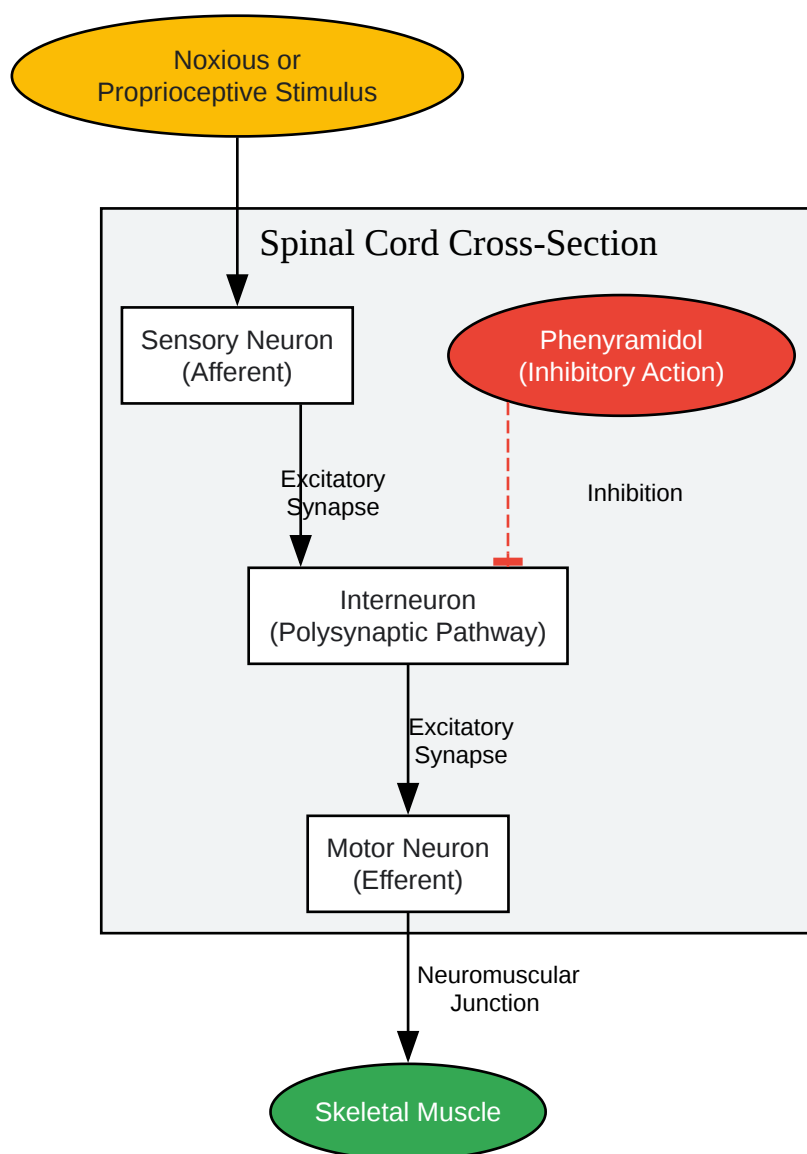 Noxious or
Proprioceptive Stimulus
Spinal Cord Cross-Section
Sensory Neuron
(Afferent)
Phenyramidol
(Inhibitory Action)
Excitatory
Synapse
Inhibition
Interneuron
(Polysynaptic Pathway)
Excitatory
Synapse
Motor Neuron
(Efferent)
Neuromuscular
Junction
Skeletal Muscle